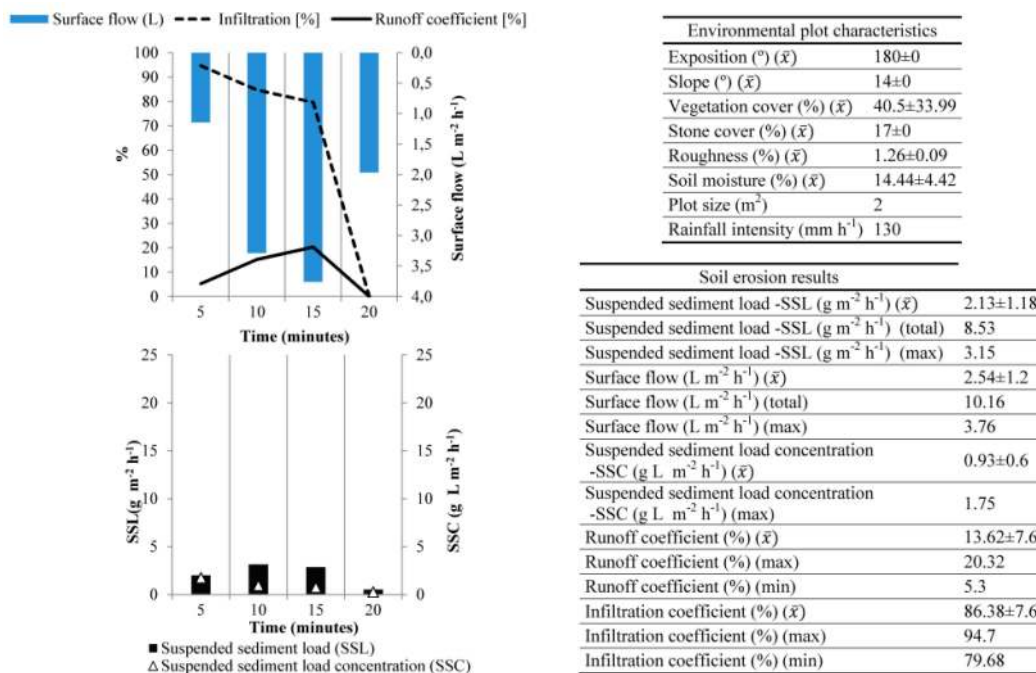 Surface flow (L) Infiltration [%] Runoff coefficient [%]
100
90
80
70
60
50
40
30
20
10
0
%
0,0
0,5
1,0
1,5
2,0
2,5
3,0
3,5
4,0
Surface flow (L m⁻² h⁻¹)
5 10 15 20
Time (minutes)
25
20
15
10
5
0
SSL(g m⁻² h⁻¹)
25
20
15
10
5
0
SSC (g L m⁻² h⁻¹)
5 10 15 20
Time (minutes)
Suspended sediment load (SSL)
Suspended sediment load concentration (SSC)
Environmental plot characteristics
Exposition (º) (x̄) 180±0
Slope (º) (x̄) 14±0
Vegetation cover (%) (x̄) 40.5±33.99
Stone cover (%) (x̄) 17±0
Roughness (%) (x̄) 1.26±0.09
Soil moisture (%) (x̄) 14.44±4.42
Plot size (m²) 2
Rainfall intensity (mm h⁻¹) 130
Soil erosion results
Suspended sediment load -SSL (g m⁻² h⁻¹) (x̄) 2.13±1.18
Suspended sediment load -SSL (g m⁻² h⁻¹) (total) 8.53
Suspended sediment load -SSL (g m⁻² h⁻¹) (max) 3.15
Surface flow (L m⁻² h⁻¹) (x̄) 2.54±1.2
Surface flow (L m⁻² h⁻¹) (total) 10.16
Surface flow (L m⁻² h⁻¹) (max) 3.76
Suspended sediment load concentration
-SSC (g L m⁻² h⁻¹) (x̄) 0.93±0.6
Suspended sediment load concentration
-SSC (g L m⁻² h⁻¹) (max) 1.75
Runoff coefficient (%) (x̄) 13.62±7.6
Runoff coefficient (%) (max) 20.32
Runoff coefficient (%) (min) 5.3
Infiltration coefficient (%) (x̄) 86.38±7.6
Infiltration coefficient (%) (max) 94.7
Infiltration coefficient (%) (min) 79.68